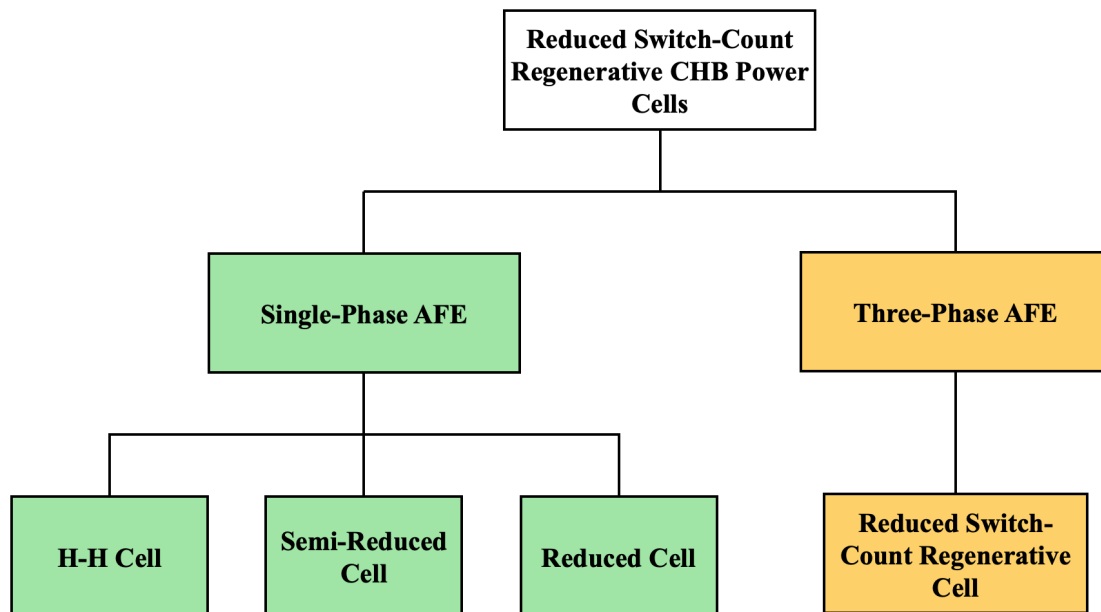 Reduced Switch-Count
Regenerative CHB Power
Cells
Single-Phase AFE
Three-Phase AFE
H-H Cell
Semi-Reduced
Cell
Reduced Cell
Reduced Switch-
Count Regenerative
Cell